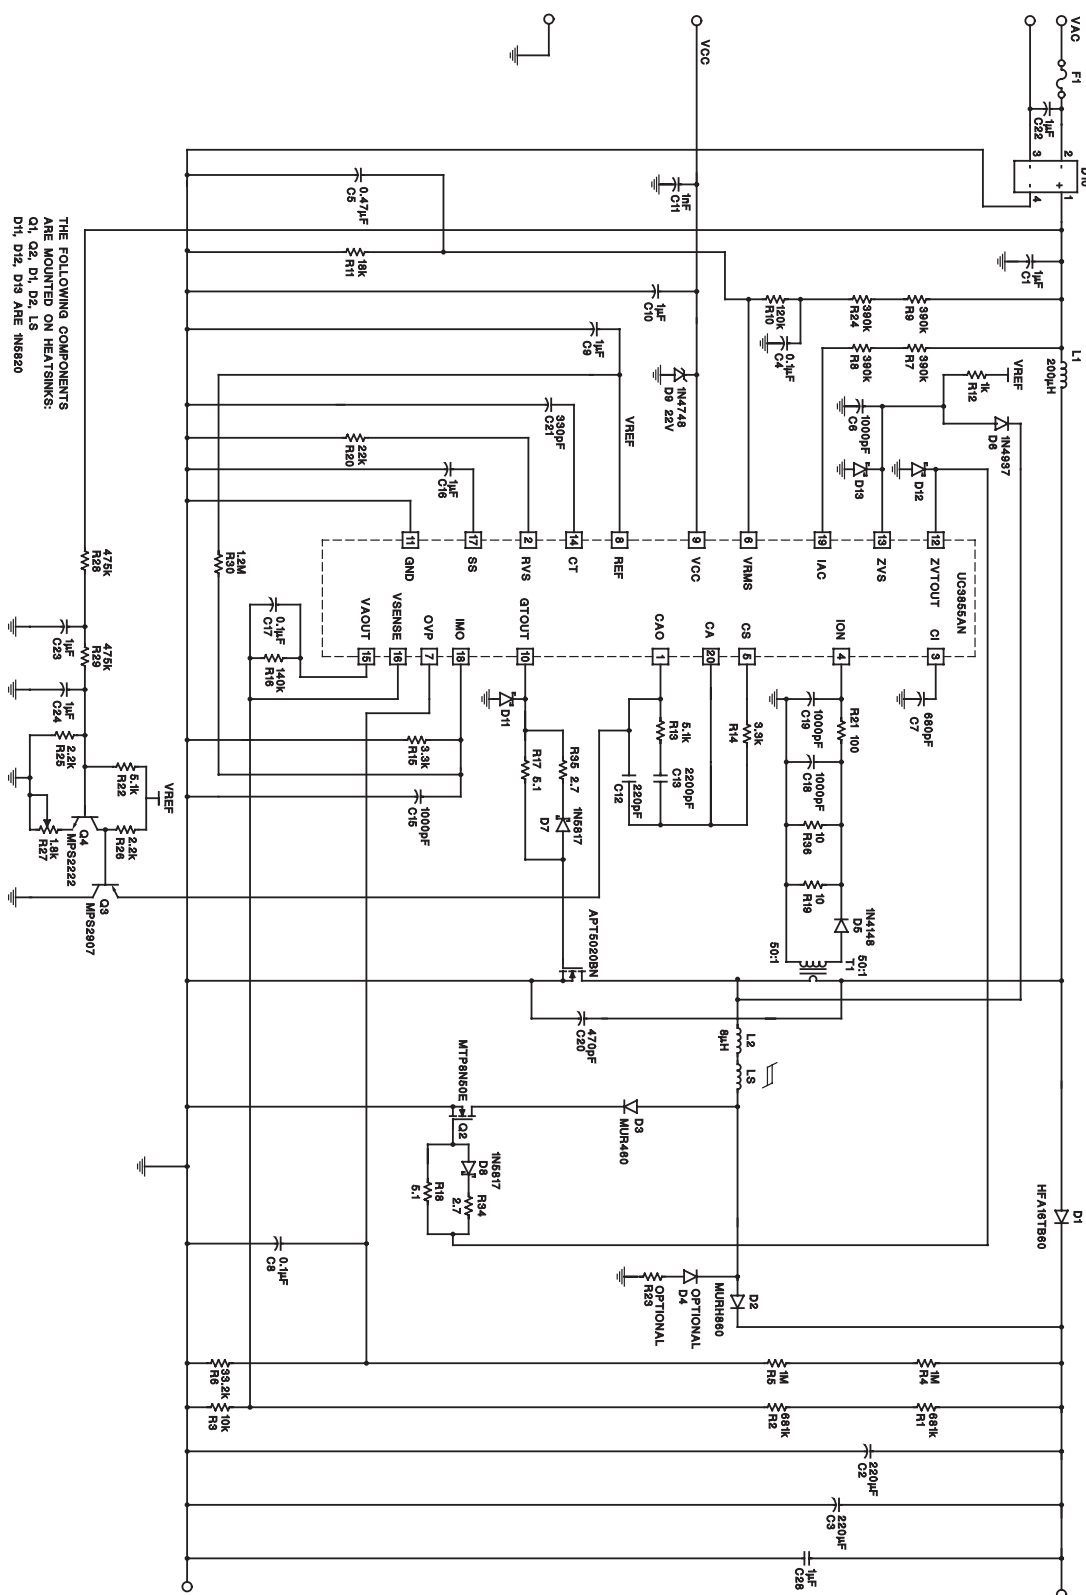 VAC
F1
1µF
C22
2
3
1
4
C1
1µF
L1
200µH
VCC
1nF
C11
0.47µF
C5
18k
R11
1µF
C10
1µF
C9
120k
R10
0.1µF
C4
390k
R24
390k
R9
390k
R8
390k
R7
VREF
1k
R12
1N4937
D6
1000pF
C6
D13
D12
1N4748
D9 22V
VREF
330pF
C21
22k
R20
1µF
C16
THE FOLLOWING COMPONENTS
ARE MOUNTED ON HEATSINKS:
Q1, Q2, D1, D2, LS
D11, D12, D13 ARE 1N5820
11
GND
17
SS
2
RVS
14
CT
8
REF
9
VCC
6
VRMS
19
IAC
13
ZVS
12
ZVTOUT
UC3855AN
475k
R28
1.2M
R30
VAOUT
15
VSENSE
16
OVP
7
IMO
18
GTOUT
10
CAO
1
CA
20
CS
5
ION
4
CI
3
0.1µF
C17
140k
R16
1µF
C23
475k
R29
1µF
C24
2.2k
R25
5.1k
R22
VREF
2.2k
R26
1.8k
R27
Q4
MPS2222
Q3
MPS2907
3.3k
R15
1000pF
C15
D11
R17
5.1
R35
2.7
1N5817
D7
5.1k
R13
2200pF
C13
220pF
C12
3.3k
R14
R21 100
1000pF
C19
1000pF
C18
10
R36
10
R19
680pF
C7
1N4148
D5
50:1
T1
50:1
APT5020BN
470pF
C20
L2
8µH
LS
D3
MUR460
MTP8N50E
Q2
1N5817
D8
R34
2.7
R18
5.1
D1
HFA16TB60
0.1µF
C8
D2
MURH860
OPTIONAL
D4
OPTIONAL
R23
33.2k
R6
10k
R3
1M
R5
1M
R4
681k
R2
681k
R1
220µF
C2
220µF
C3
1µF
C28